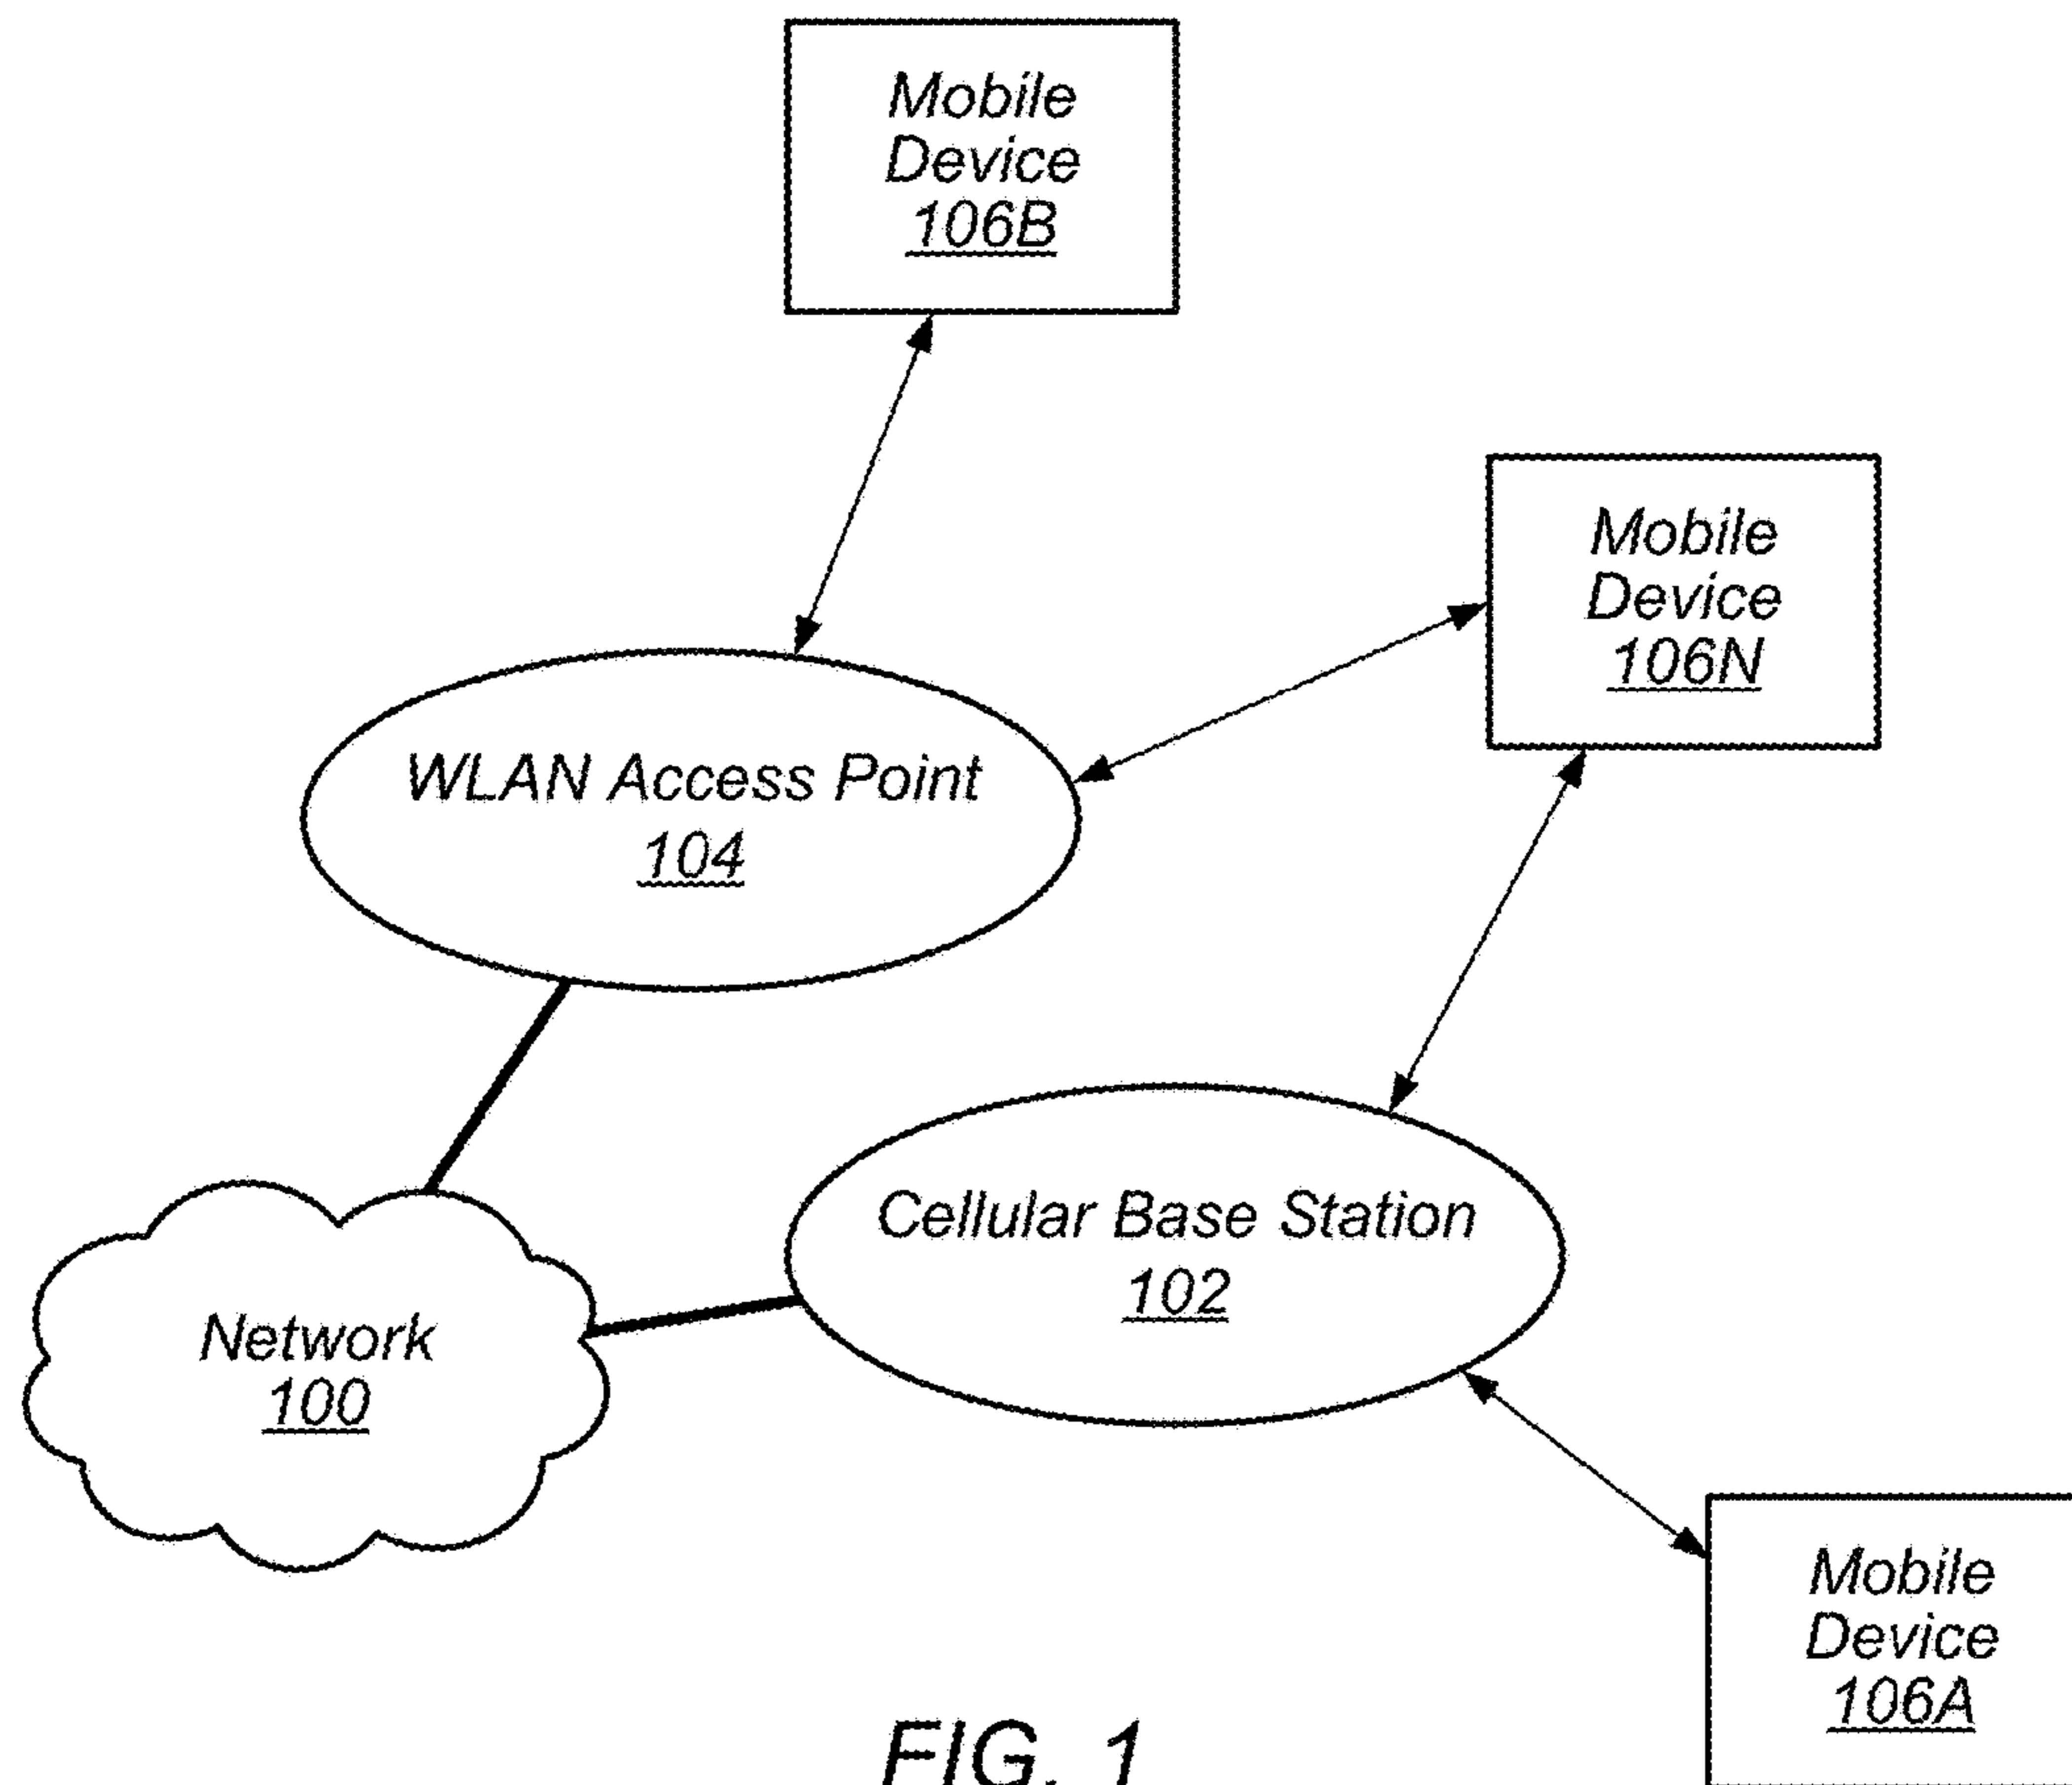 Mobile
Device
106B
Mobile
Device
106N
WLAN Access Point
104
Cellular Base Station
102
Network
100
Mobile
Device
106A
FIG. 1